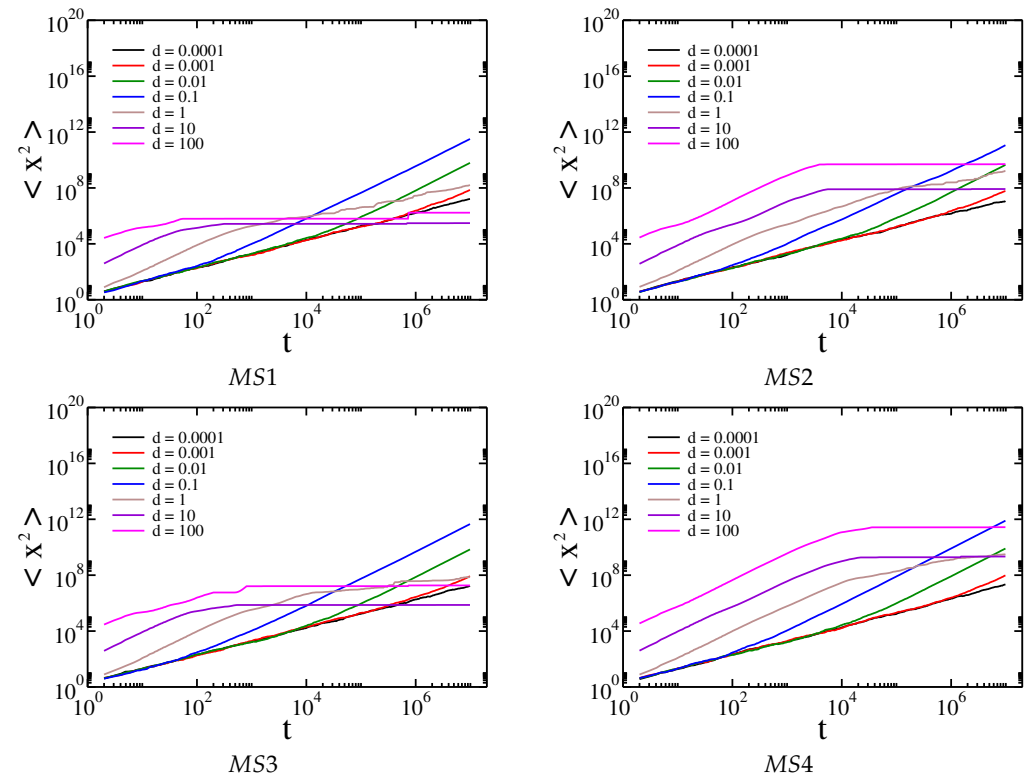 10^20
10^16
10^12
10^8
10^4
10^0
< x^2 >
d = 0.0001
d = 0.001
d = 0.01
d = 0.1
d = 1
d = 10
d = 100
10^0 10^2 10^4 10^6
t
MS1
10^20
10^16
10^12
10^8
10^4
10^0
< x^2 >
d = 0.0001
d = 0.001
d = 0.01
d = 0.1
d = 1
d = 10
d = 100
10^0 10^2 10^4 10^6
t
MS2
10^20
10^16
10^12
10^8
10^4
10^0
< x^2 >
d = 0.0001
d = 0.001
d = 0.01
d = 0.1
d = 1
d = 10
d = 100
10^0 10^2 10^4 10^6
t
MS3
10^20
10^16
10^12
10^8
10^4
10^0
< x^2 >
d = 0.0001
d = 0.001
d = 0.01
d = 0.1
d = 1
d = 10
d = 100
10^0 10^2 10^4 10^6
t
MS4